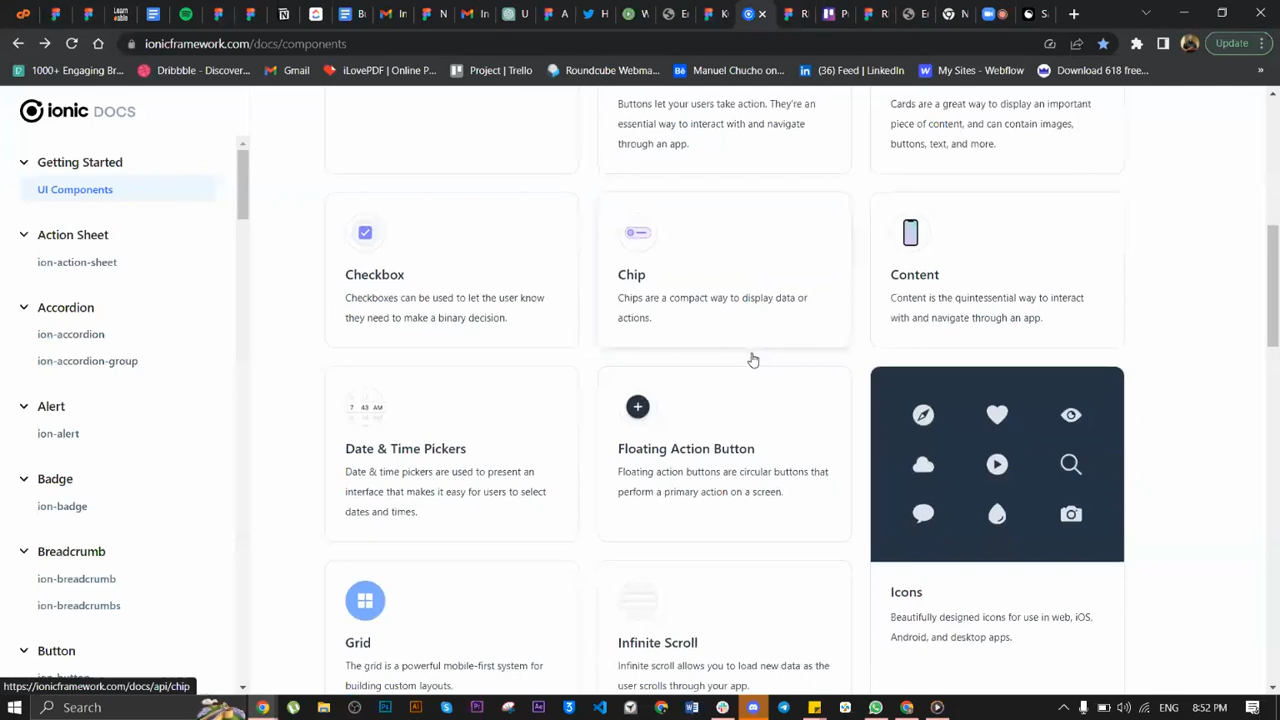 Learn
Bı
In
N
M
U
A
H
W
Er
K
R
R
Er
N
S
ionicframework.com/docs/components
Update
1000+ Engaging Br...
Dribbble - Discover...
Gmail
iLovePDF | Online P...
Project | Trello
Roundcube Webma...
Manuel Chucho on...
(36) Feed | LinkedIn
My Sites - Webflow
Download 618 free...
»
ionic DOCS
Getting Started
UI Components
Action Sheet
ion-action-sheet
Accordion
ion-accordion
ion-accordion-group
Alert
ion-alert
Badge
ion-badge
Breadcrumb
ion-breadcrumb
ion-breadcrumbs
Button
https://ionicframework.com/docs/api/chip
Buttons let your users take action. They're an
essential way to interact with and navigate
through an app.
Cards are a great way to display an important
piece of content, and can contain images,
buttons, text, and more.
Checkbox
Checkboxes can be used to let the user know
they need to make a binary decision.
Chip
Chips are a compact way to display data or
actions.
Content
Content is the quintessential way to interact
with and navigate through an app.
7 43 AM
Date & Time Pickers
Date & time pickers are used to present an
interface that makes it easy for users to select
dates and times.
Floating Action Button
Floating action buttons are circular buttons that
perform a primary action on a screen.
Icons
Beautifully designed icons for use in web, iOS,
Android, and desktop apps.
Grid
The grid is a powerful mobile-first system for
building custom layouts.
Infinite Scroll
Infinite scroll allows you to load new data as the
user scrolls through your app.
Search
ENG
8:52 PM